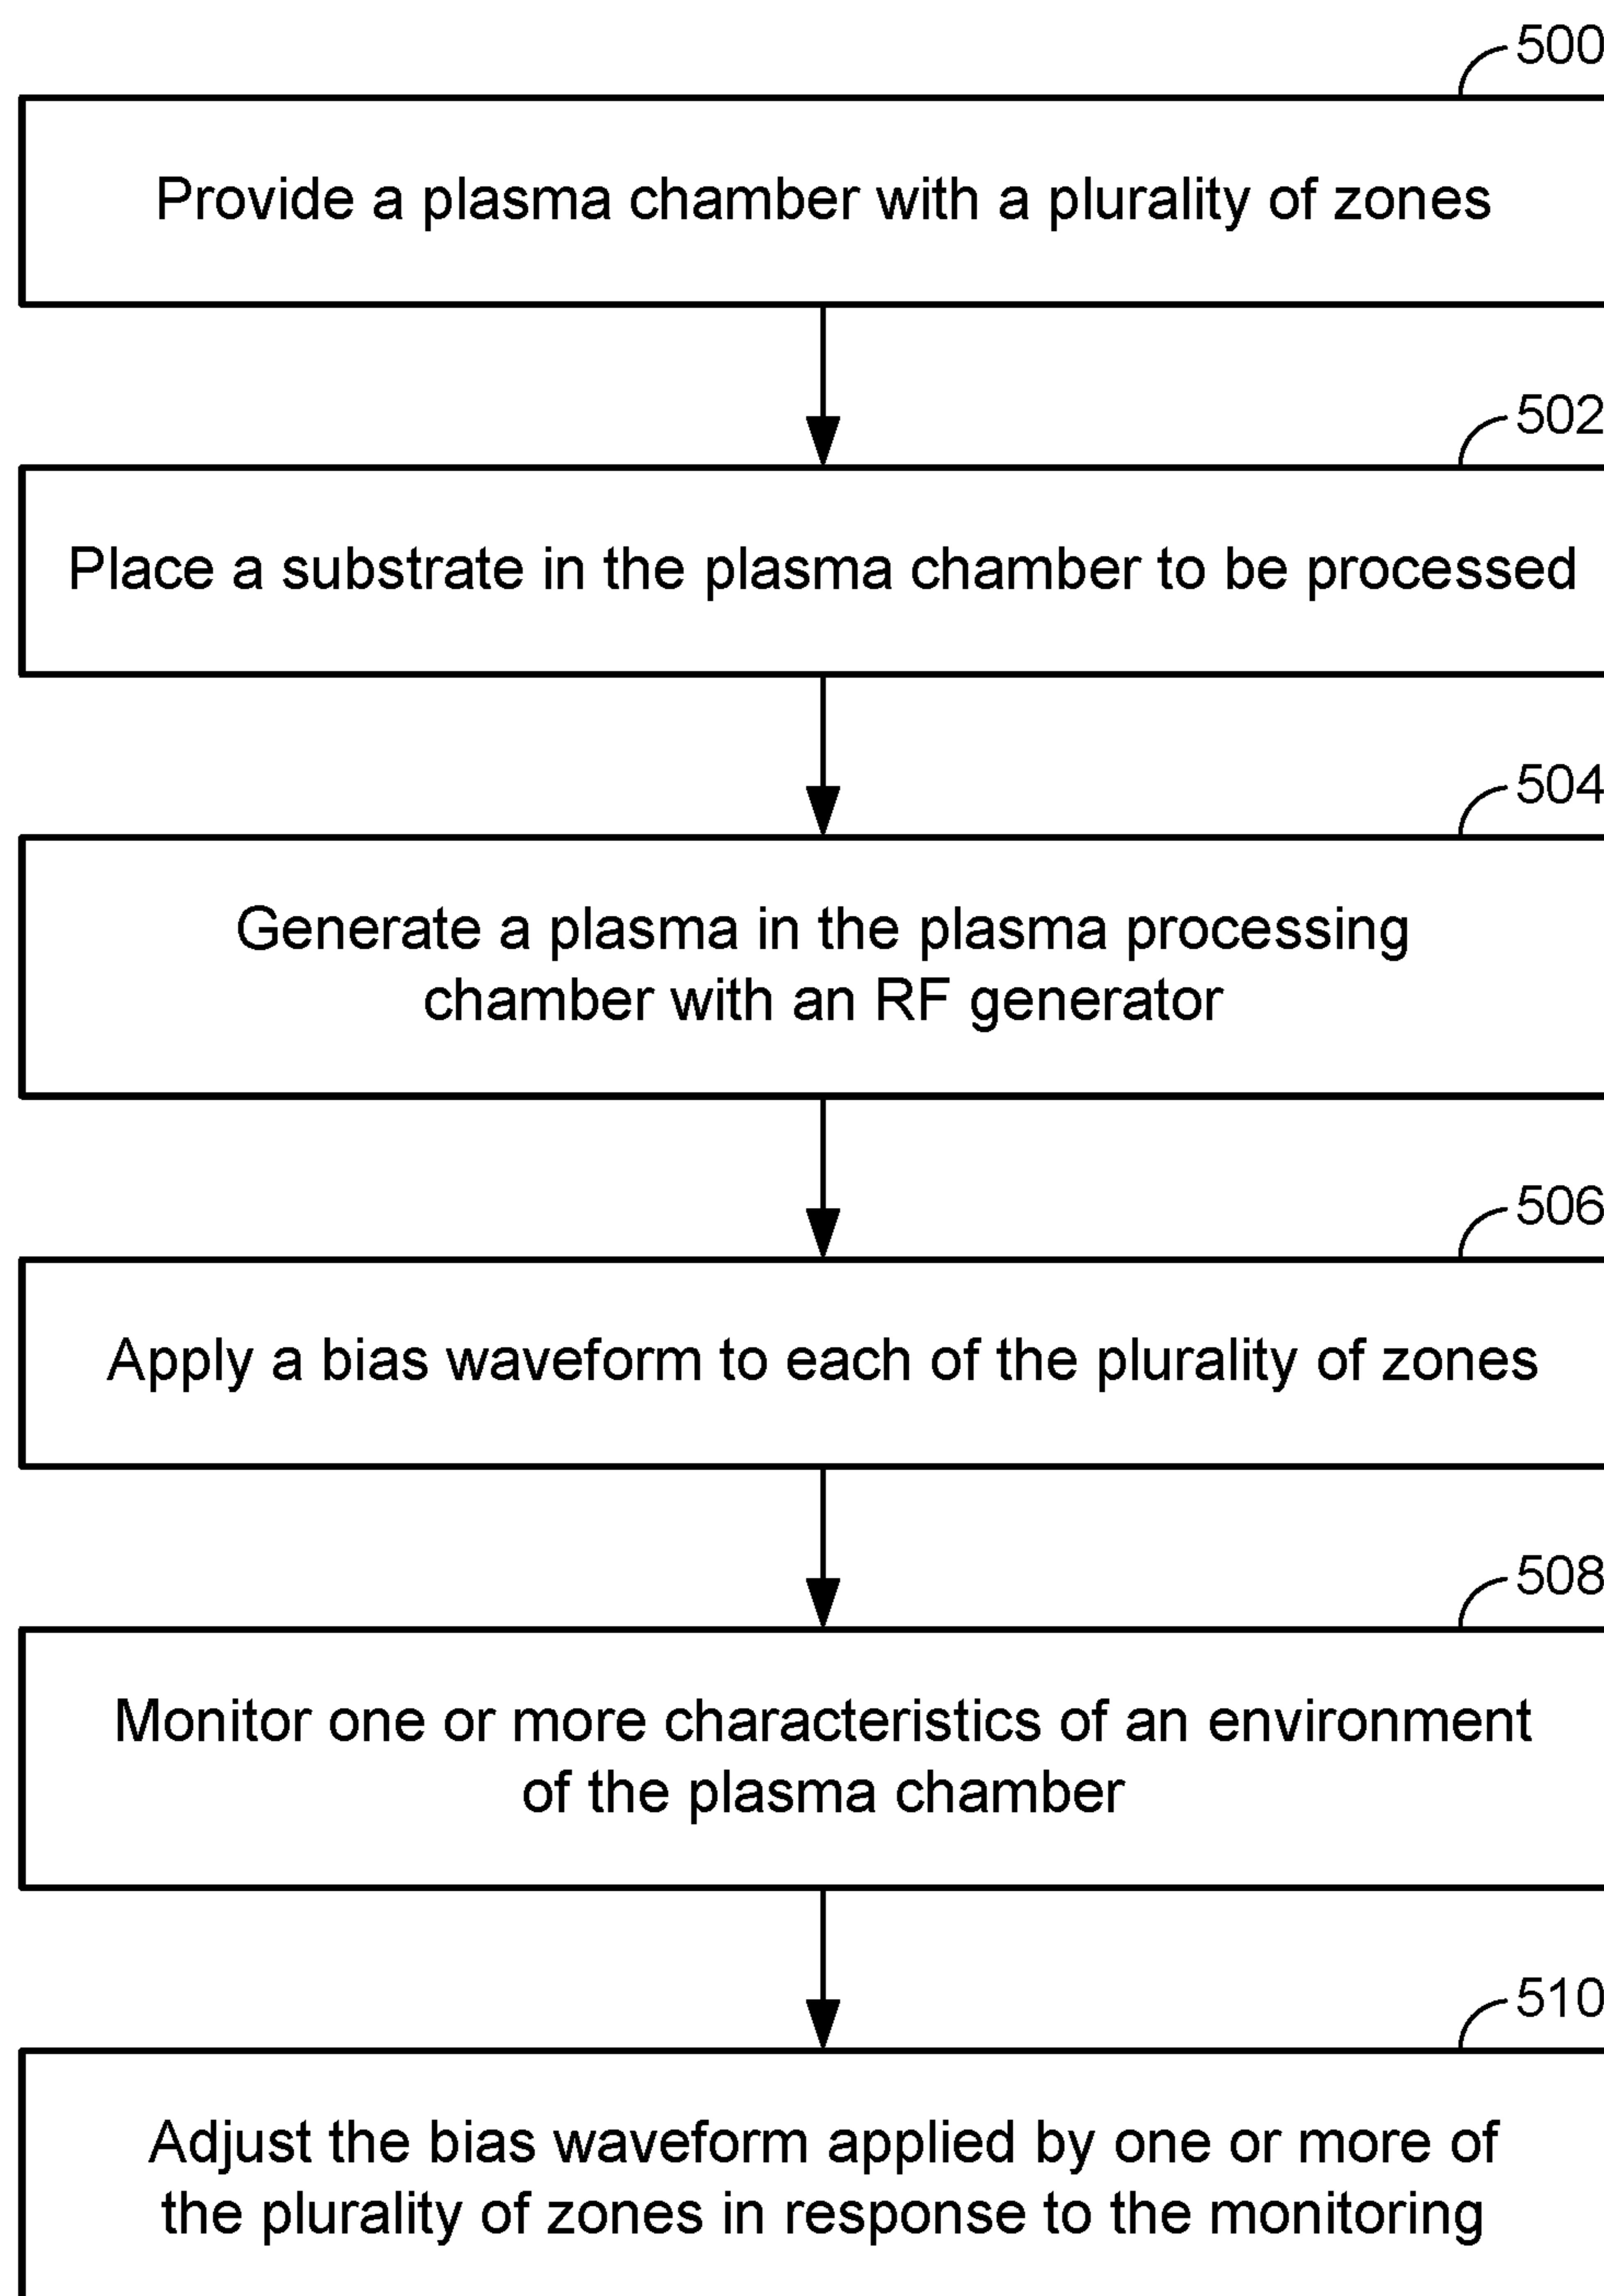 500
Provide a plasma chamber with a plurality of zones
502
Place a substrate in the plasma chamber to be processed
504
Generate a plasma in the plasma processing
chamber with an RF generator
506
Apply a bias waveform to each of the plurality of zones
508
Monitor one or more characteristics of an environment
of the plasma chamber
510
Adjust the bias waveform applied by one or more of
the plurality of zones in response to the monitoring